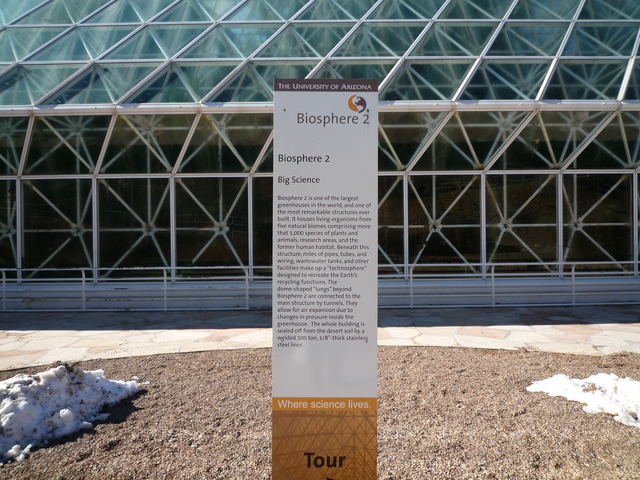 THE UNIVERSITY OF ARIZONA
Biosphere 2
Biosphere 2
Big Science
Biosphere 2 is one of the largest
greenhouses in the world, and one of
the most remarkable structures ever
built. It houses living organisms from
five natural biomes comprising more
that 1,000 species of plants and
animals, research areas, and the
former human habitat. Beneath this
structure, miles of pipes, tubes, and
wiring, wastewater tanks, and other
facilities make up a "technosphere"
designed to recreate the Earth's
recycling functions. The
dome-shaped "lungs" beyond
Biosphere 2 are connected to the
main structure by tunnels. They
allow for air expansion due to
changes in pressure inside the
greenhouse. The whole building is
sealed off from the desert soil by a
welded 500 ton, 1/8"-thick stainless
steel liner.
Where science lives.
Tour